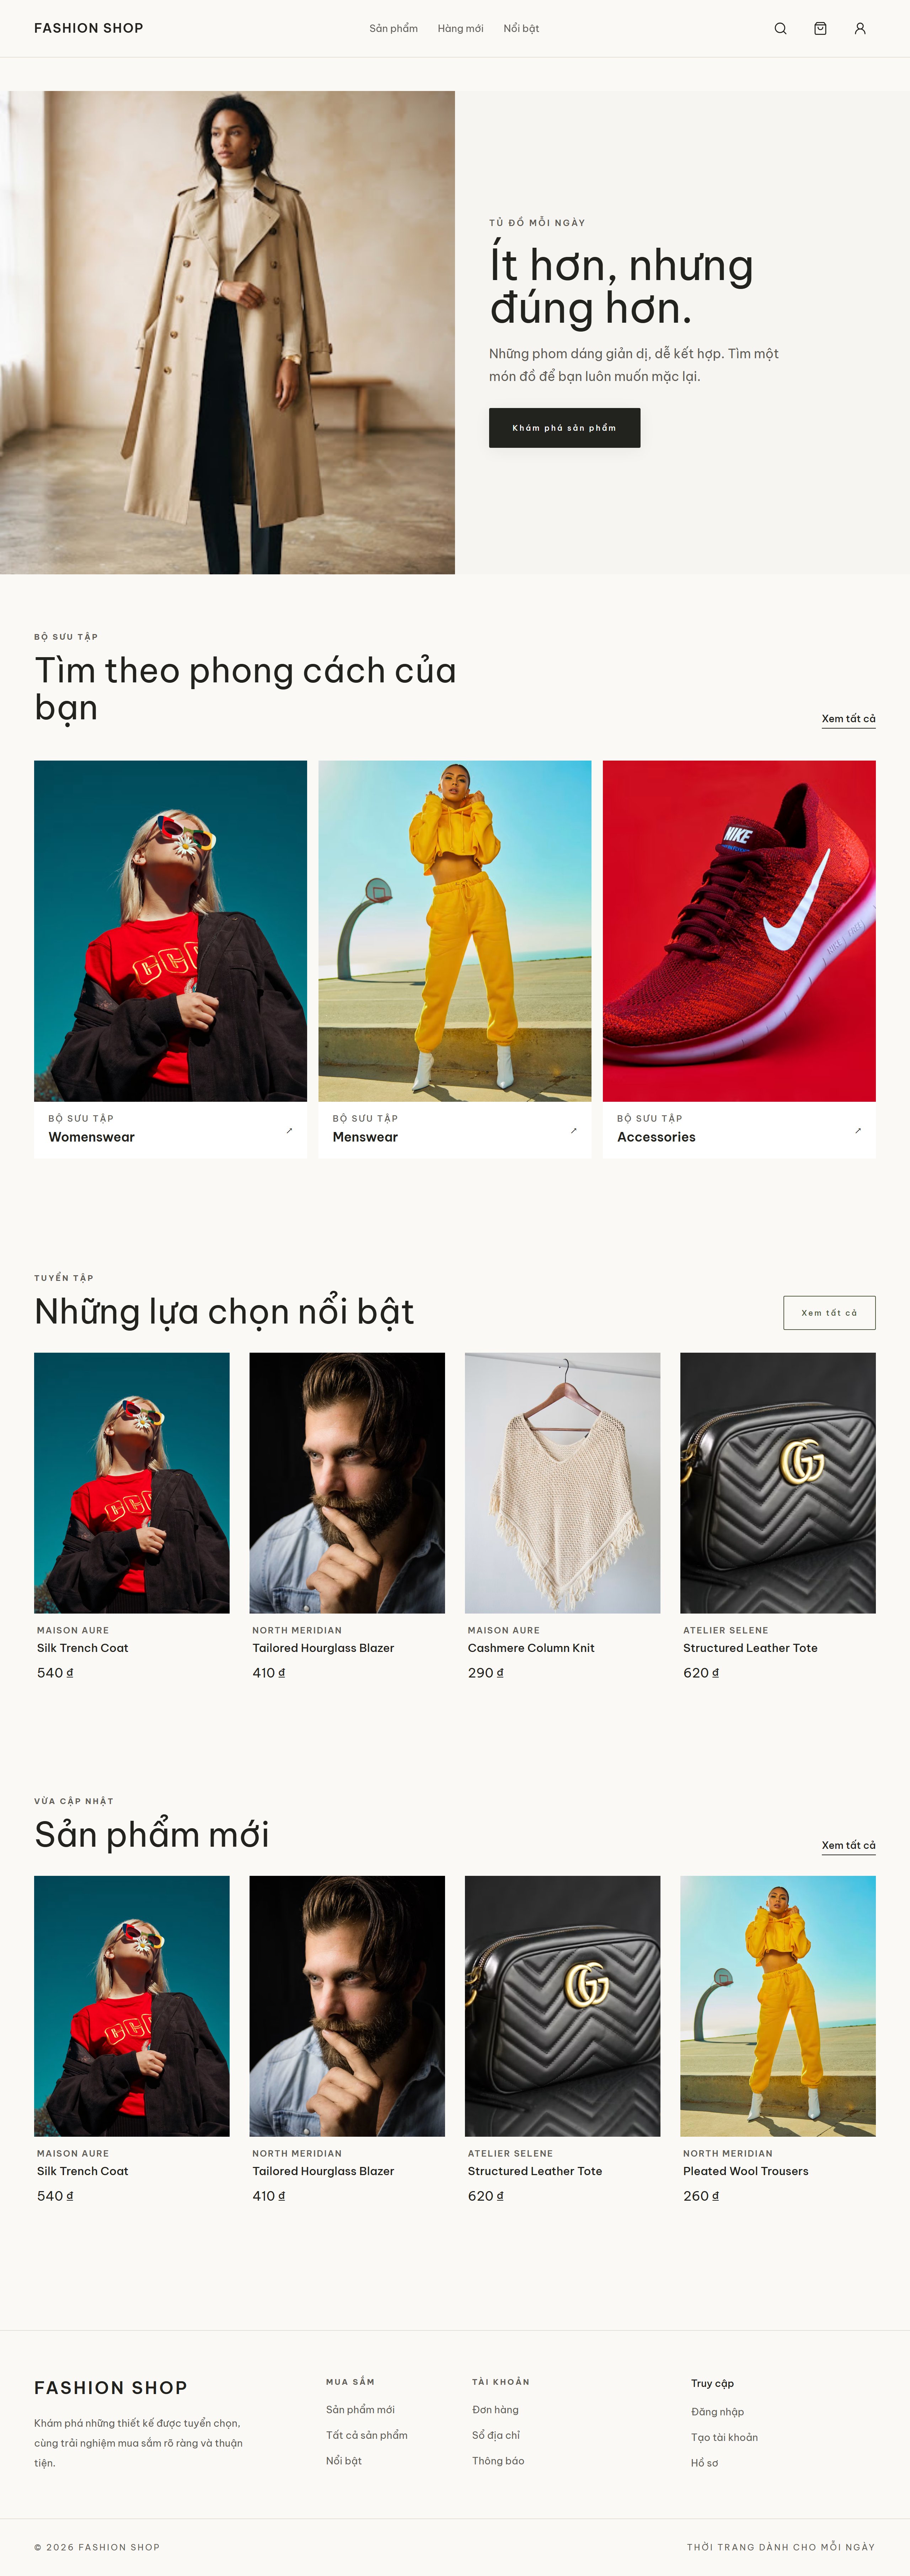 FASHION SHOP
Sản phẩm
Hàng mới
Nổi bật
TỦ ĐỒ MỖI NGÀY
Ít hơn, nhưng
đúng hơn.
Những phom dáng giản dị, dễ kết hợp. Tìm một
món đồ để bạn luôn muốn mặc lại.
Khám phá sản phẩm
BỘ SƯU TẬP
Tìm theo phong cách của
bạn
Xem tất cả
NIKE
BỘ SƯU TẬP
Womenswear
BỘ SƯU TẬP
Menswear
BỘ SƯU TẬP
Accessories
TUYỂN TẬP
Những lựa chọn nổi bật
Xem tất cả
MAISON AURE
Silk Trench Coat
540 ₫
NORTH MERIDIAN
Tailored Hourglass Blazer
410 ₫
MAISON AURE
Cashmere Column Knit
290 ₫
ATELIER SELENE
Structured Leather Tote
620 ₫
VỪA CẬP NHẬT
Sản phẩm mới
Xem tất cả
MAISON AURE
Silk Trench Coat
540 ₫
NORTH MERIDIAN
Tailored Hourglass Blazer
410 ₫
ATELIER SELENE
Structured Leather Tote
620 ₫
NORTH MERIDIAN
Pleated Wool Trousers
260 ₫
FASHION SHOP
Khám phá những thiết kế được tuyển chọn,
cùng trải nghiệm mua sắm rõ ràng và thuận
tiện.
MUA SẮM
Sản phẩm mới
Tất cả sản phẩm
Nổi bật
TÀI KHOẢN
Đơn hàng
Sổ địa chỉ
Thông báo
Truy cập
Đăng nhập
Tạo tài khoản
Hồ sơ
© 2026 FASHION SHOP
THỜI TRANG DÀNH CHO MỖI NGÀY